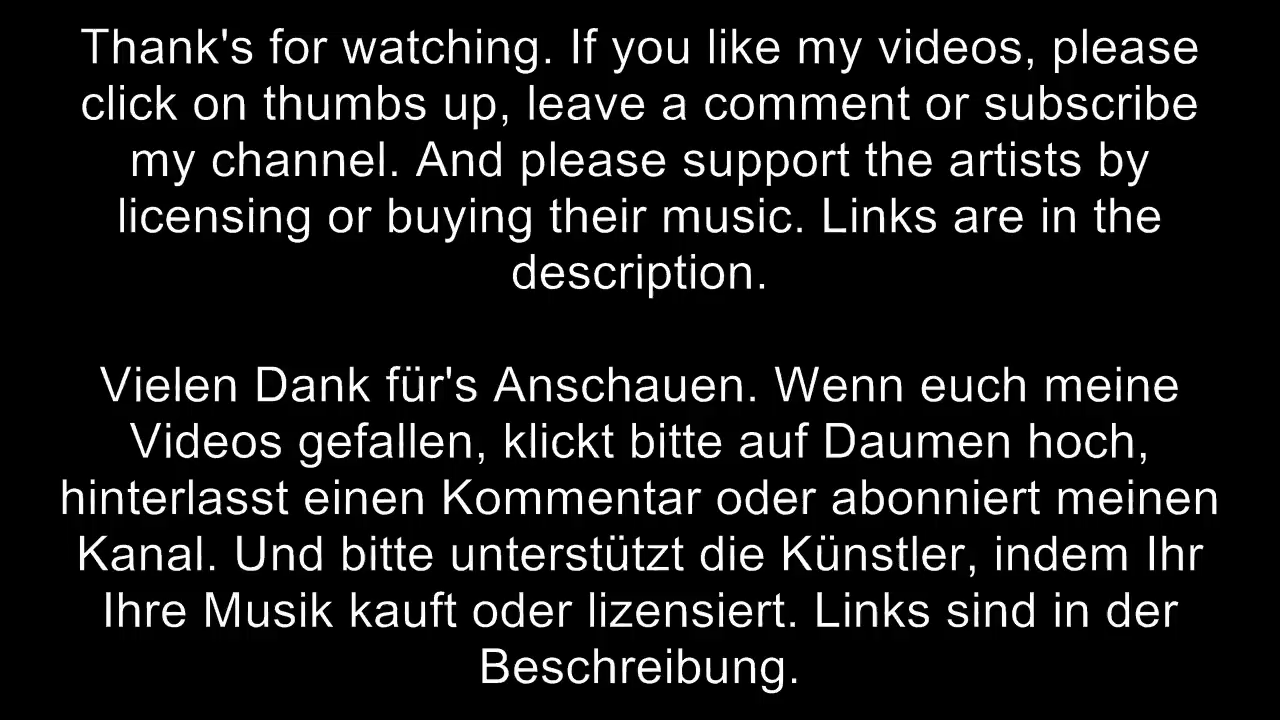 Thank's for watching. If you like my videos, please
click on thumbs up, leave a comment or subscribe
my channel. And please support the artists by
licensing or buying their music. Links are in the
description.
Vielen Dank für's Anschauen. Wenn euch meine
Videos gefallen, klickt bitte auf Daumen hoch,
hinterlasst einen Kommentar oder abonniert meinen
Kanal. Und bitte unterstützt die Künstler, indem Ihr
Ihre Musik kauft oder lizensiert. Links sind in der
Beschreibung.